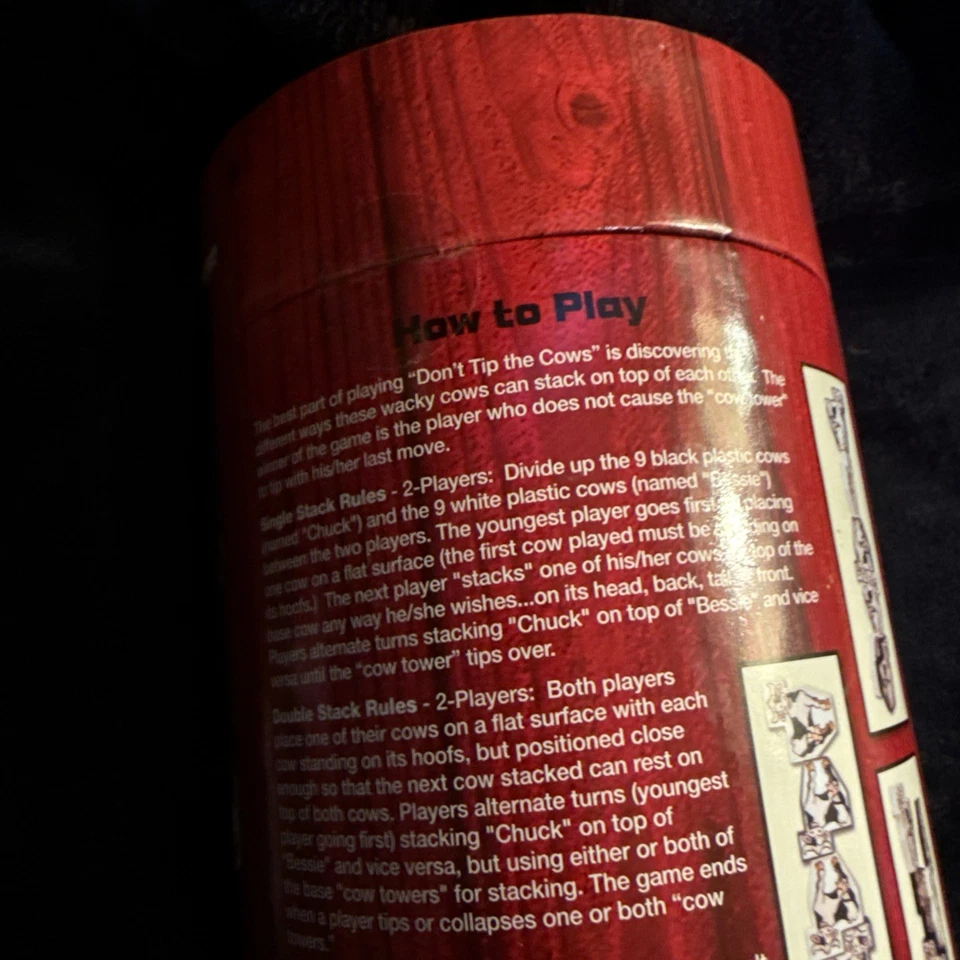 How to Play
The best part of playing “Don't Tip the Cows” is discovering
different ways these wacky cows can stack on top of each other. The
winner of the game is the player who does not cause the "cow tower"
to tip with his/her last move.
Single Stack Rules - 2-Players: Divide up the 9 black plastic cows
(named "Chuck") and the 9 white plastic cows (named "Bessie")
between the two players. The youngest player goes first placing
one cow on a flat surface (the first cow played must be standing on
its hoofs.) The next player "stacks" one of his/her cows top of the
base cow any way he/she wishes...on its head, back, front.
Players alternate turns stacking "Chuck" on top of "Bessie" and vice
versa until the “cow tower” tips over.
Double Stack Rules - 2-Players: Both players
place one of their cows on a flat surface with each
cow standing on its hoofs, but positioned close
enough so that the next cow stacked can rest on
top of both cows. Players alternate turns (youngest
player going first) stacking "Chuck" on top of
"Bessie" and vice versa, but using either or both of
the base "cow towers" for stacking. The game ends
when a player tips or collapses one or both “cow
towers.”